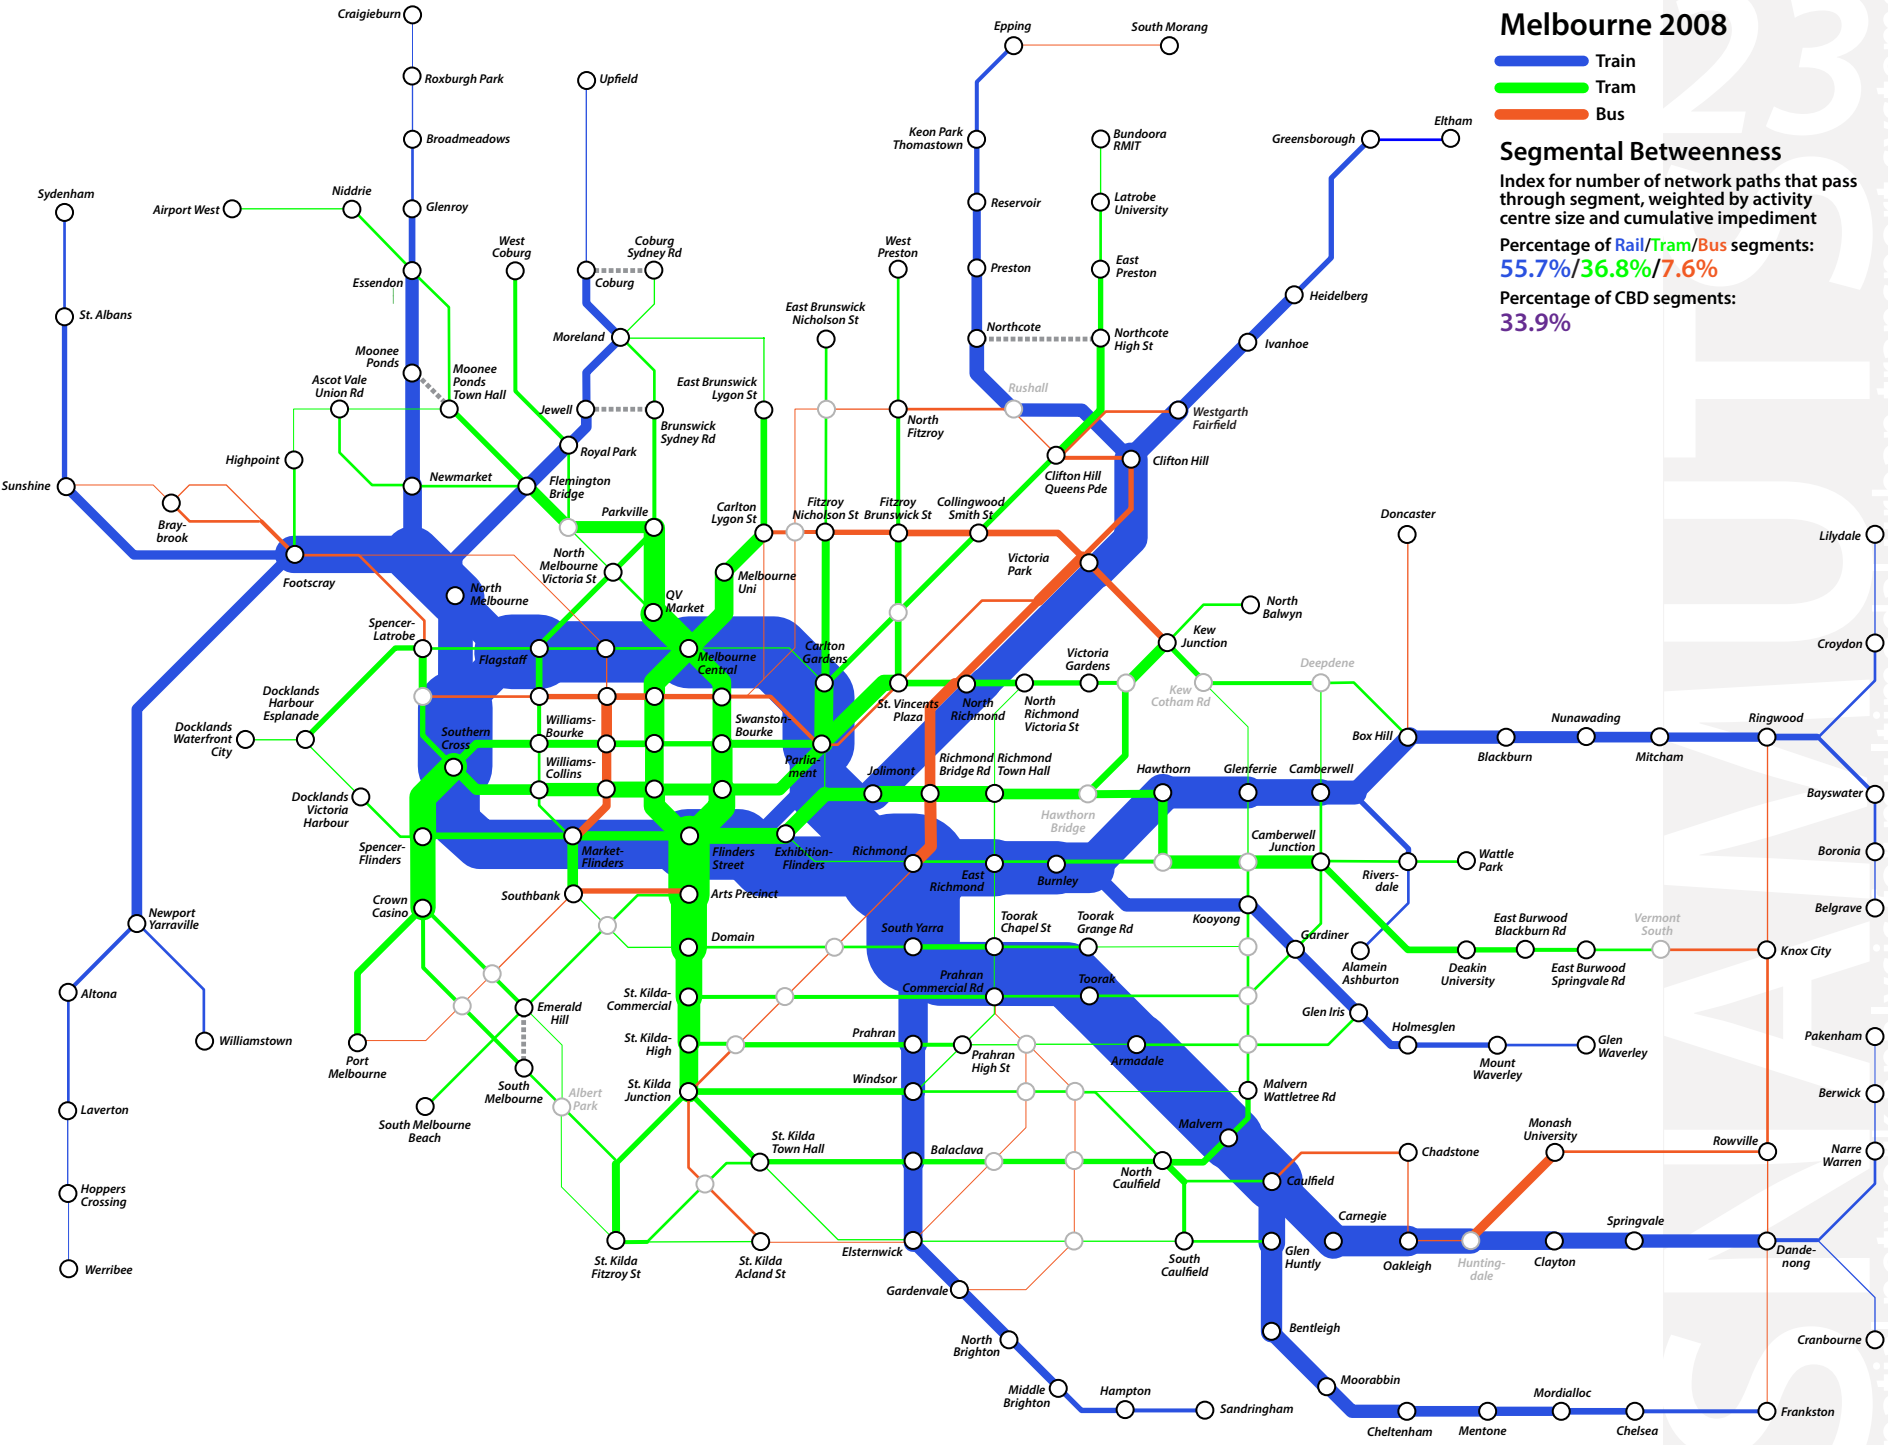 Melbourne 2008
Train
Tram
Bus
Segmental Betweenness
Index for number of network paths that pass
through segment, weighted by activity
centre size and cumulative impediment
Percentage of Rail/Tram/Bus segments:
55.7%/36.8%/7.6%
Percentage of CBD segments:
33.9%
Craigieburn
Roxburgh Park
Upfield
Epping
South Morang
Broadmeadows
Keon Park
Thomastown
Bundoora
RMIT
Greensborough
Eltham
Sydenham
Airport West
Niddrie
Glenroy
Reservoir
Latrobe
University
West
Coburg
Coburg
Sydney Rd
West
Preston
Essendon
Coburg
Preston
East
Preston
Heidelberg
St. Albans
East Brunswick
Nicholson St
Moreland
Northcote
Northcote
High St
Ivanhoe
Moonee
Ponds
Moonee
Ponds
Town Hall
Ascot Vale
Union Rd
East Brunswick
Lygon St
Rushall
Jewell
Brunswick
Sydney Rd
North
Fitzroy
Westgarth
Fairfield
Highpoint
Royal Park
Clifton Hill
Clifton Hill
Queens Pde
Sunshine
Newmarket
Flemington
Bridge
Bray-
brook
Parkville
Carlton
Lygon St
Fitzroy
Nicholson St
Fitzroy
Brunswick St
Collingwood
Smith St
Doncaster
Lilydale
Footscray
North
Melbourne
Victoria St
Melbourne
Uni
Victoria
Park
North
Melbourne
QV
Market
North
Balwyn
Spencer-
Latrobe
Flagstaff
Melbourne
Central
Carlton
Gardens
Victoria
Gardens
Kew
Junction
Deepdene
Croydon
Docklands
Harbour
Esplanade
St. Vincents
Plaza
North
Richmond
North
Richmond
Victoria St
Kew
Cotham Rd
Docklands
Waterfront
City
Southern
Cross
Williams-
Bourke
Swanston-
Bourke
Parlia-
ment
Box Hill
Blackburn
Nunawading
Mitcham
Ringwood
Williams-
Collins
Jolimont
Richmond
Bridge Rd
Richmond
Town Hall
Hawthorn
Glenferrie
Camberwell
Docklands
Victoria
Harbour
Hawthorn
Bridge
Bayswater
Spencer-
Flinders
Market-
Flinders
Flinders
Street
Exhibition-
Flinders
Richmond
East
Richmond
Burnley
Camberwell
Junction
Rivers-
dale
Wattle
Park
Boronia
Crown
Casino
Southbank
Arts Precinct
Kooyong
Belgrave
Newport
Yarraville
Domain
South Yarra
Toorak
Chapel St
Toorak
Grange Rd
Gardiner
Alamein
Ashburton
Deakin
University
East Burwood
Blackburn Rd
East Burwood
Springvale Rd
Vermont
South
Knox City
Altona
St. Kilda-
Commercial
Prahran
Commercial Rd
Toorak
Emerald
Hill
Glen Iris
Williamstown
Port
Melbourne
St. Kilda-
High
Prahran
Prahran
High St
Armadale
Holmesglen
Mount
Waverley
Glen
Waverley
Pakenham
South
Melbourne
Albert
Park
St. Kilda
Junction
Windsor
Malvern
Wattletree Rd
Berwick
Laverton
South Melbourne
Beach
St. Kilda
Town Hall
Balaclava
Malvern
North
Caulfield
Caulfield
Chadstone
Monash
University
Rowville
Narre
Warren
Hoppers
Crossing
Werribee
St. Kilda
Fitzroy St
St. Kilda
Acland St
Elsternwick
South
Caulfield
Glen
Huntly
Carnegie
Oakleigh
Hunting-
dale
Clayton
Springvale
Dande-
nong
Gardenvale
North
Brighton
Bentleigh
Cranbourne
Middle
Brighton
Hampton
Sandringham
Moorabbin
Cheltenham
Mentone
Mordialloc
Chelsea
Frankston